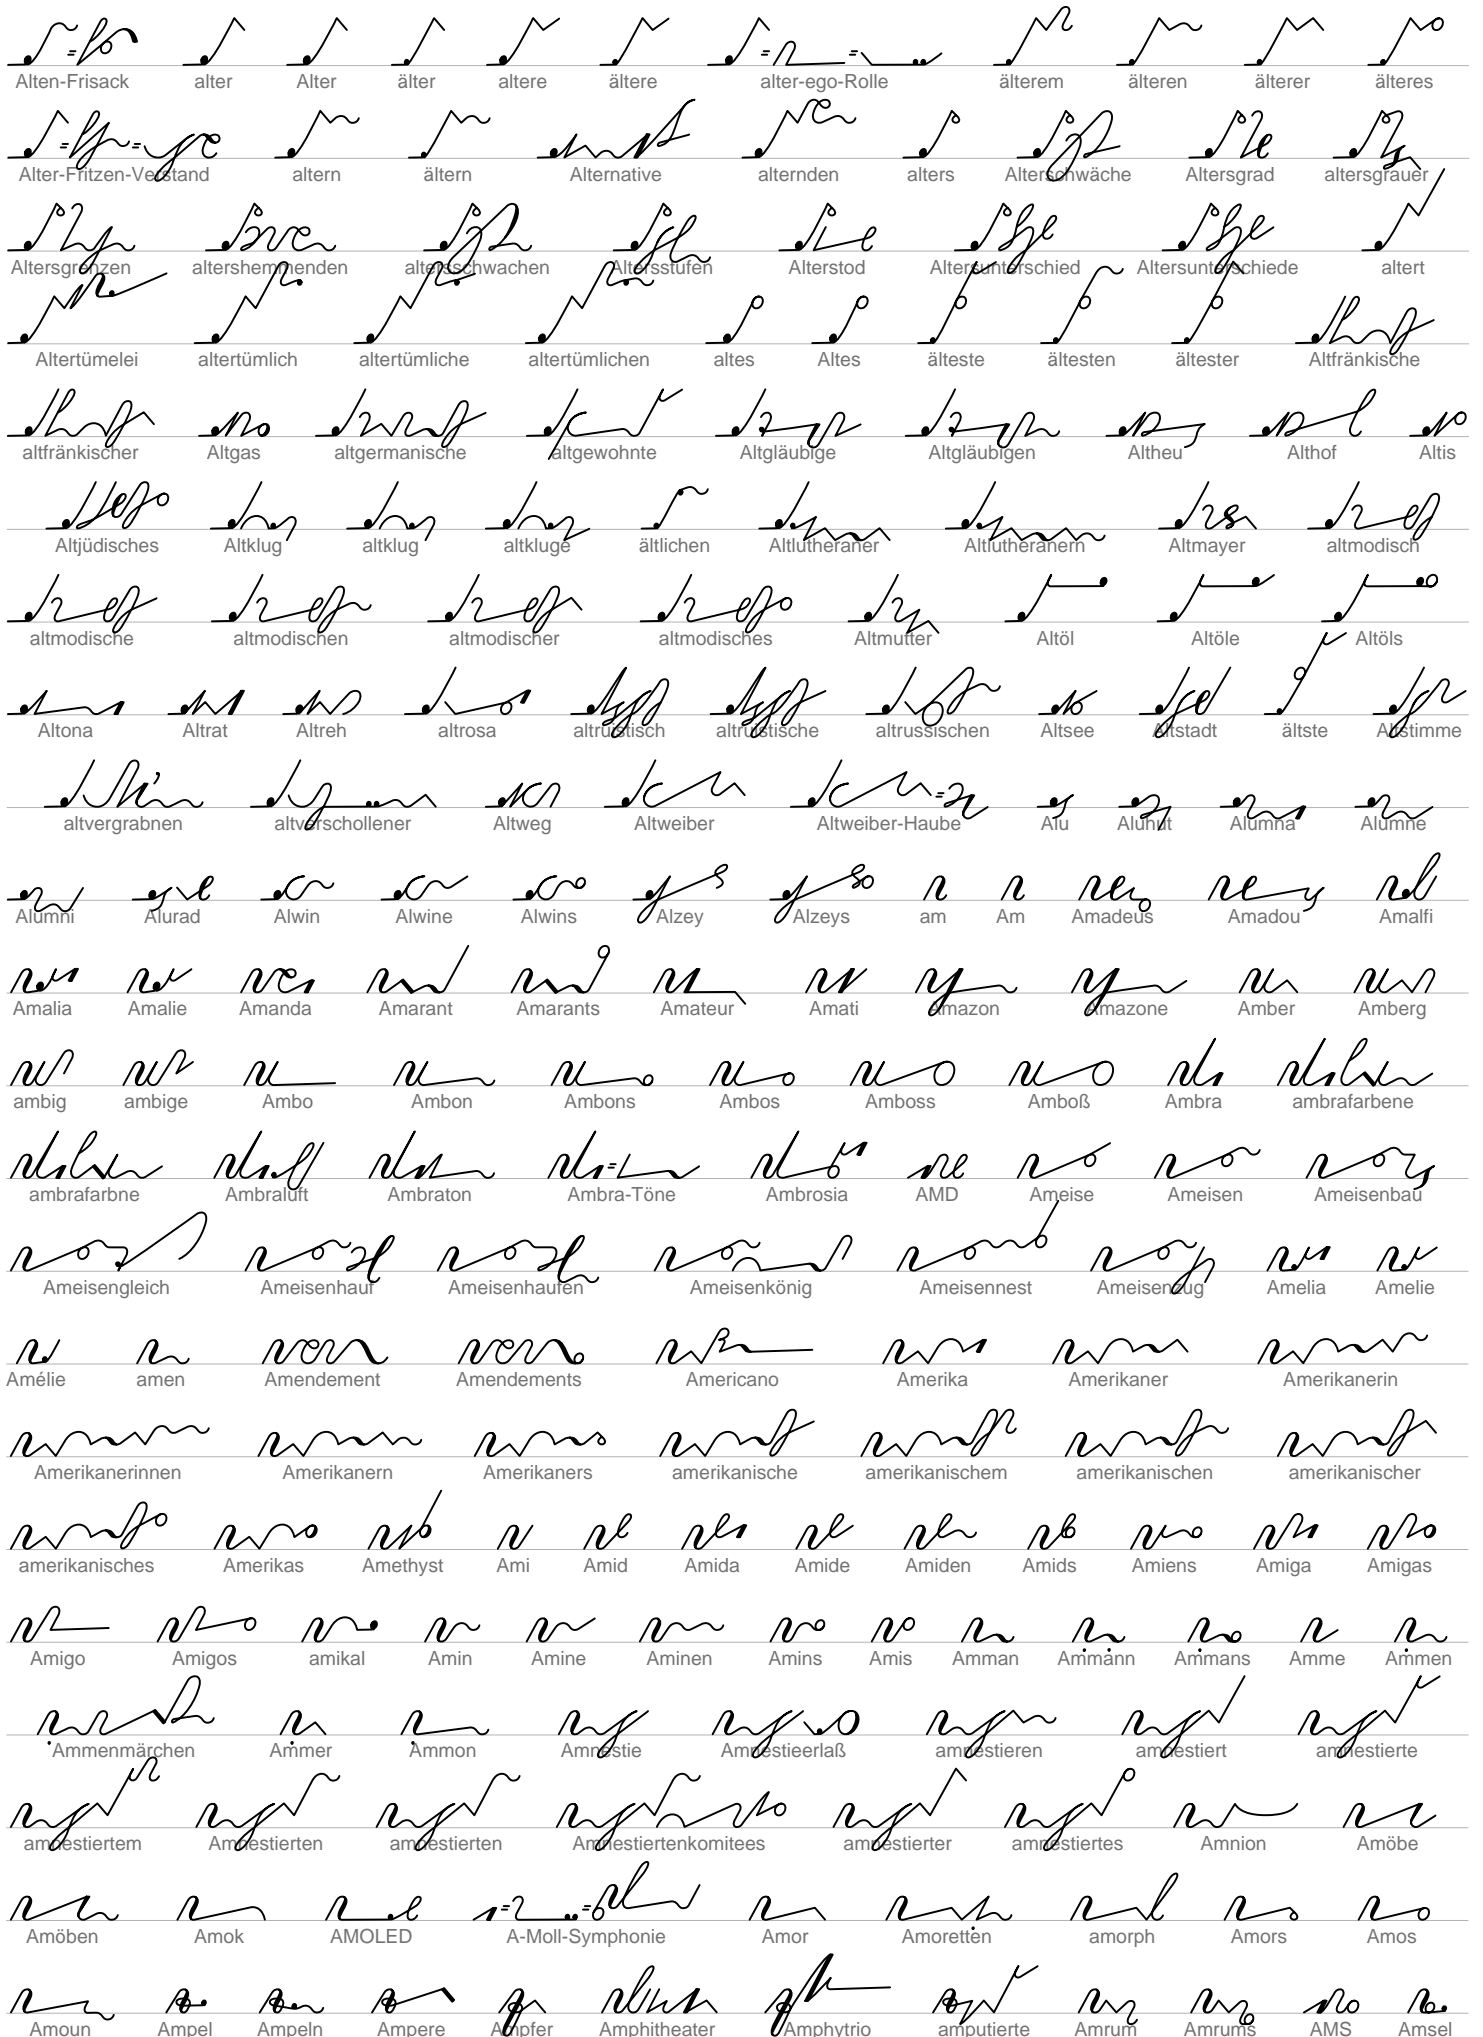 Alten-Frisack alter Alter älter altere ältere alter-ego-Rolle älterem älteren älterer älteres
Alter-Fritzen-Verstand altern ältern Alternative alternden alters Alterschwäche Altersgrad altersgrauer
Altersgrenzen altershemmenden altersschwachen Altersstufen Alterstod Altersunterschied Altersunterschiede altert
Altertümelei altertümlich altertümliche altertümlichen altes Altes älteste ältesten ältester Altfränkische
altfränkischer Altgas altgermanische altgewohnte Altgläubige Altgläubigen Altheu Althof Altis
Altjüdisches Altklug altklug altkluge ältlichen Altlutheraner Altlutheranern Altmayer altmodisch
altmodische altmodischen altmodischer altmodisches Altmutter Altöl Altöle Altöls
Altona Altrat Altreh altrosa altruistisch altruistische altrussischen Altsee Altstadt ältste Altstimme
altvergrabnen altverschollener Altweg Altweiber Altweiber-Haube Alu Aluhut Alumna Alumne
Alumni Alurad Alwin Alwine Alwins Alzey Alzeys am Am Amadeus Amadou Amalfi
Amalia Amalie Amanda Amarant Amarants Amateur Amati Amazon Amazone Amber Amberg
ambig ambige Ambo Ambon Ambons Ambos Amboss Amboß Ambra ambrafarbene
ambrafarbne Ambraluft Ambraton Ambra-Töne Ambrosia AMD Ameise Ameisen Ameisenbau
Ameisengleich Ameisenhauf Ameisenhaufen Ameisenkönig Ameisennest Ameisenzug Amelia Amelie
Amélie amen Amendement Amendements Americano Amerika Amerikaner Amerikanerin
Amerikanerinnen Amerikanern Amerikaners amerikanische amerikanischem amerikanischen amerikanischer
amerikanisches Amerikas Amethyst Ami Amid Amida Amide Amiden Amids Amiens Amiga Amigas
Amigo Amigos amikal Amin Amine Aminen Amins Amis Amman Ammann Ammans Amme Ammen
Ammenmärchen Ammer Ammon Amnestie Amnestieerlaß amnestieren amnestiert amnestierte
amnestiertem Amnestierten amnestierten Amnestiertenkomitees amnestierter amnestiertes Amnion Amöbe
Amöben Amok AMOLED A-Moll-Symphonie Amor Amoretten amorph Amors Amos
Amoun Ampel Ampeln Ampere Ampfer Amphitheater Amphytrio amputierte Amrum Amrums AMS Amsel